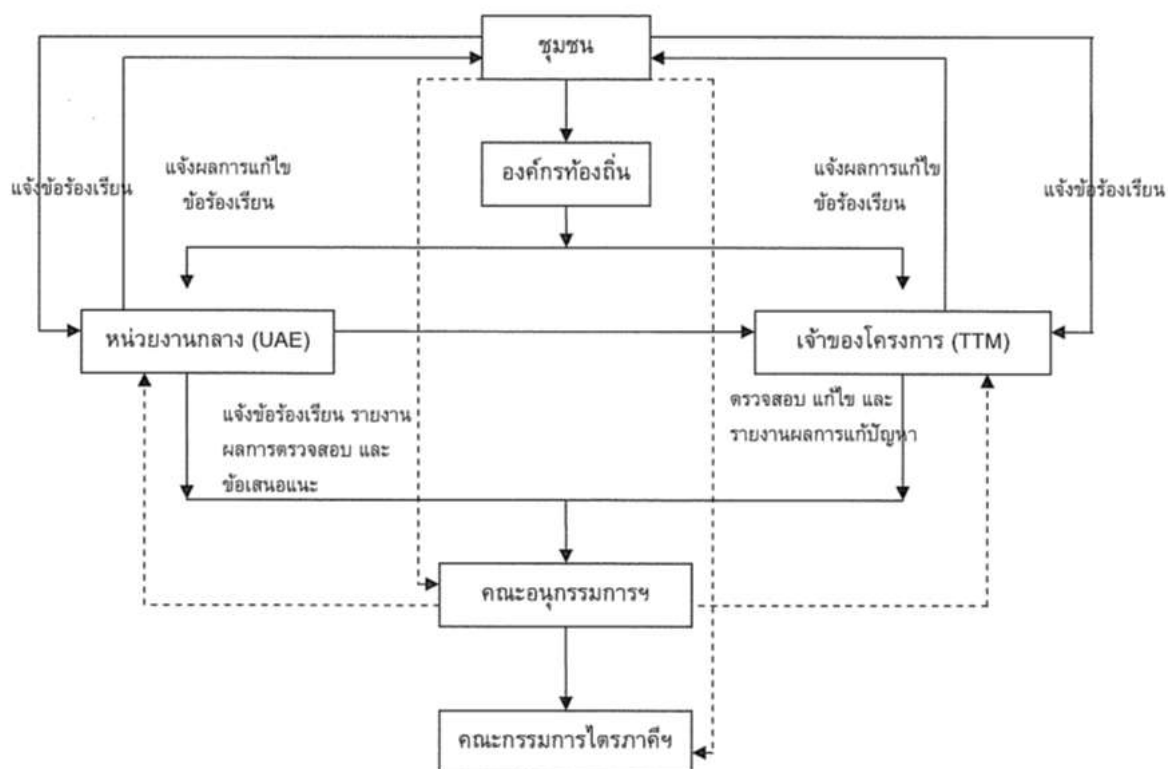 ชุมชน
องค์กรท้องถิ่น
แจ้งข้อร้องเรียน
แจ้งผลการแก้ไข
ข้อร้องเรียน
แจ้งผลการแก้ไข
ข้อร้องเรียน
แจ้งข้อร้องเรียน
หน่วยงานกลาง (UAE)
เจ้าของโครงการ (TTM)
แจ้งข้อร้องเรียน รายงาน
ผลการตรวจสอบ และ
ข้อเสนอแนะ
ตรวจสอบ แก้ไข และ
รายงานผลการแก้ปัญหา
คณะอนุกรรมการฯ
คณะกรรมการไตรภาคีฯ